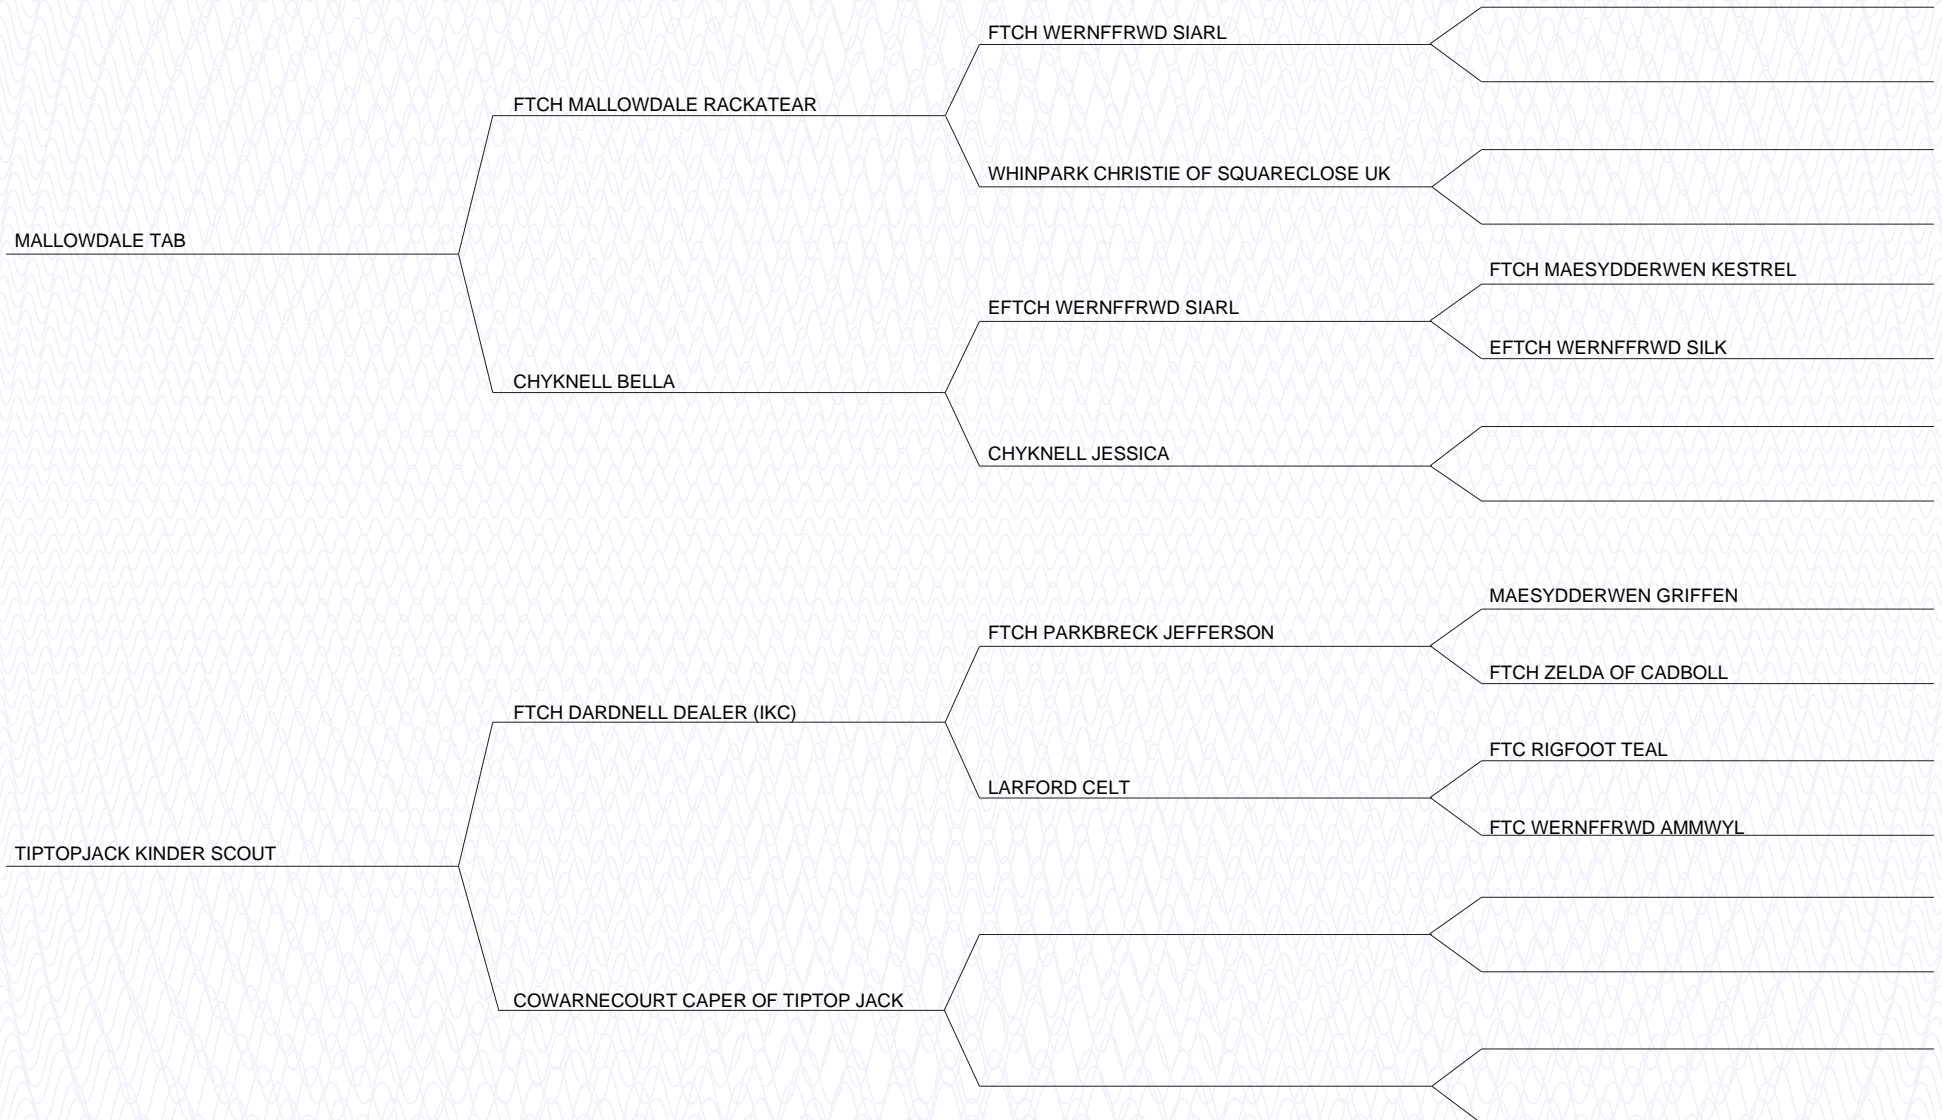 FTCH WERNFFRWD SIARL
FTCH MALLOWDALE RACKATEAR
WHINPARK CHRISTIE OF SQUARECLOSE UK
MALLOWDALE TAB
FTCH MAESYDDERWEN KESTREL
EFTCH WERNFFRWD SIARL
EFTCH WERNFFRWD SILK
CHYKNELL BELLA
CHYKNELL JESSICA
MAESYDDERWEN GRIFFEN
FTCH PARKBRECK JEFFERSON
FTCH ZELDA OF CADBOLL
FTCH DARDNELL DEALER (IKC)
FTC RIGFOOT TEAL
LARFORD CELT
FTC WERNFFRWD AMMWYL
TIPTOPJACK KINDER SCOUT
COWARNECOURT CAPER OF TIPTOP JACK